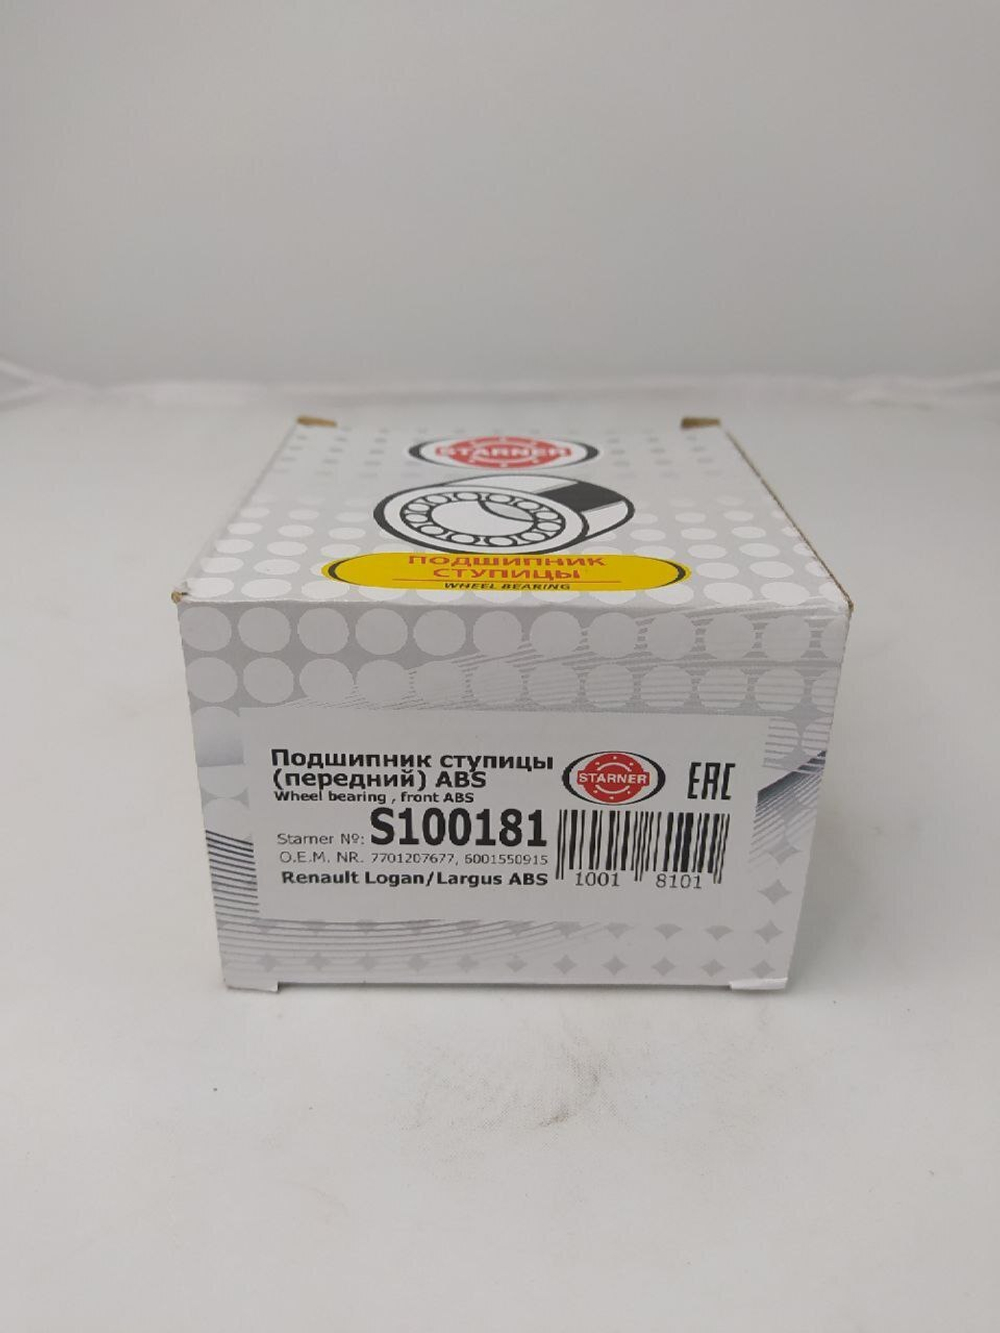 STARNER
ПОДШИПНИК
СТУПИЦЫ
WHEEL BEARING
Подшипник ступицы
(передний) ABS
Wheel bearing , front ABS
Starner №: S100181
O.E.M. NR. 7701207677, 6001550915
Renault Logan/Largus ABS
STARNER
EAC
1001 8101